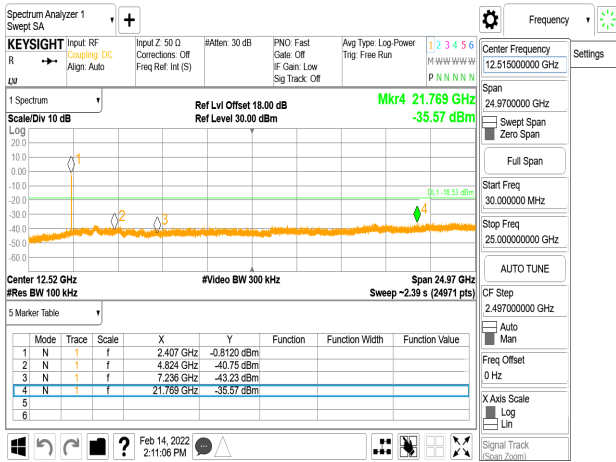 Spectrum Analyzer 1
Swept SA
Frequency
KEYSIGHT
R
Input: RF
Coupling: DC
Align: Auto
Input Z: 50 Ω
Corrections: Off
Freq Ref: Int (S)
#Atten: 30 dB
PNO: Fast
Gate: Off
IF Gain: Low
Sig Track: Off
Avg Type: Log-Power
Trig: Free Run
1 2 3 4 5 6
M W W W W W
P N N N N N
LXI
1 Spectrum
Scale/Div 10 dB
Ref Lvl Offset 18.00 dB
Ref Level 30.00 dBm
Mkr4 21.769 GHz
-35.57 dBm
Log
20.0
10.0
0.00
-10.0
-20.0
-30.0
-40.0
-50.0
-60.0
1
2
3
4
DL1 -18.53 dBm
Center 12.52 GHz
#Video BW 300 kHz
Span 24.97 GHz
#Res BW 100 kHz
Sweep ~2.39 s (24971 pts)
5 Marker Table
Mode Trace Scale X Y Function Function Width Function Value
1 N 1 f 2.407 GHz -0.8120 dBm
2 N 1 f 4.824 GHz -40.75 dBm
3 N 1 f 7.236 GHz -43.23 dBm
4 N 1 f 21.769 GHz -35.57 dBm
5
6
Feb 14, 2022
2:11:06 PM
Center Frequency
12.515000000 GHz
Settings
Span
24.9700000 GHz
Swept Span
Zero Span
Full Span
Start Freq
30.000000 MHz
Stop Freq
25.000000000 GHz
AUTO TUNE
CF Step
2.497000000 GHz
Auto
Man
Freq Offset
0 Hz
X Axis Scale
Log
Lin
Signal Track
(Span Zoom)